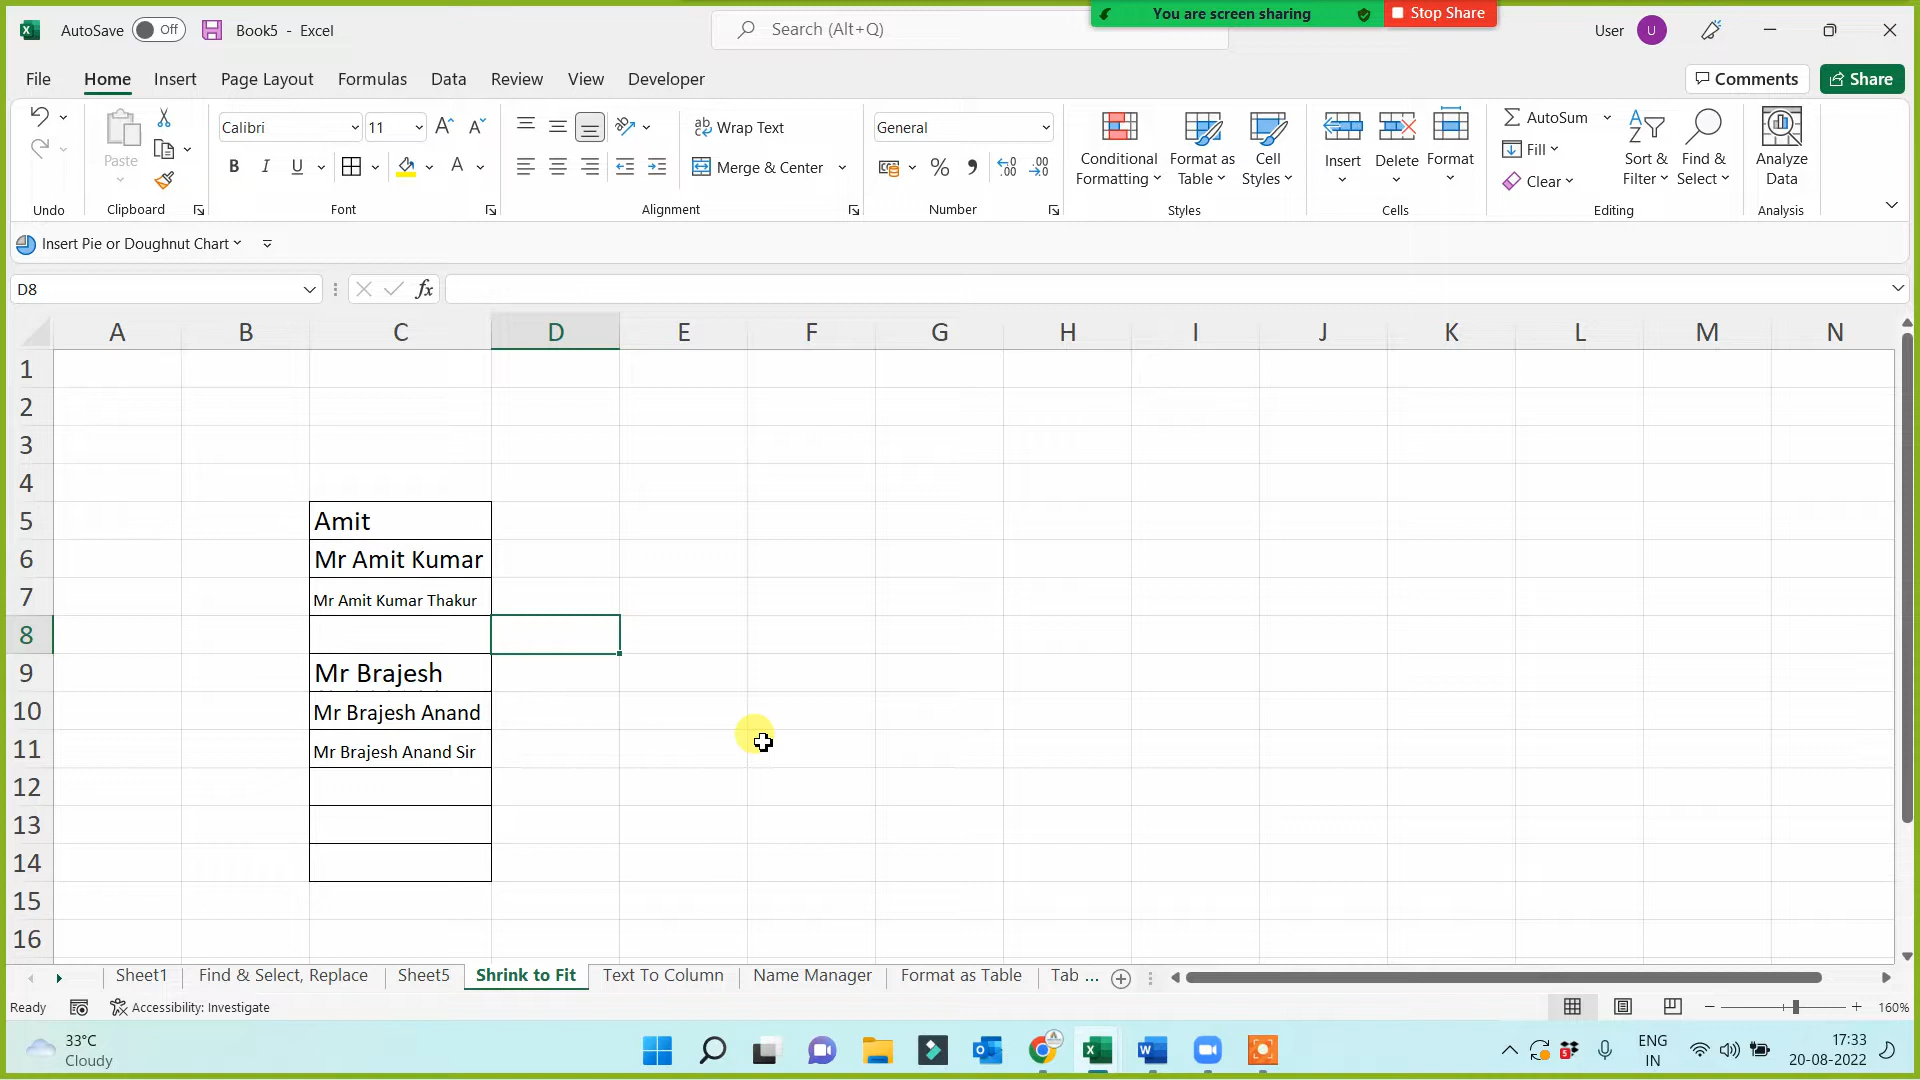 AutoSave Off Book5 - Excel Search (Alt+Q) You are screen sharing Stop Share User U
File Home Insert Page Layout Formulas Data Review View Developer Comments Share
Calibri 11 Wrap Text General AutoSum
Paste B I U Merge & Center % Conditional Formatting Format as Table Cell Styles Insert Delete Format Fill Clear Sort & Filter Find & Select Analyze Data
Undo Clipboard Font Alignment Number Styles Cells Editing Analysis
Insert Pie or Doughnut Chart
D8 fx
A B C D E F G H I J K L M N
1
2
3
4
5 Amit
6 Mr Amit Kumar
7 Mr Amit Kumar Thakur
8
9 Mr Brajesh
10 Mr Brajesh Anand
11 Mr Brajesh Anand Sir
12
13
14
15
16
Sheet1 Find & Select, Replace Sheet5 Shrink to Fit Text To Column Name Manager Format as Table Tab ...
Ready Accessibility: Investigate 160%
33°C ENG 17:33
Cloudy IN 20-08-2022